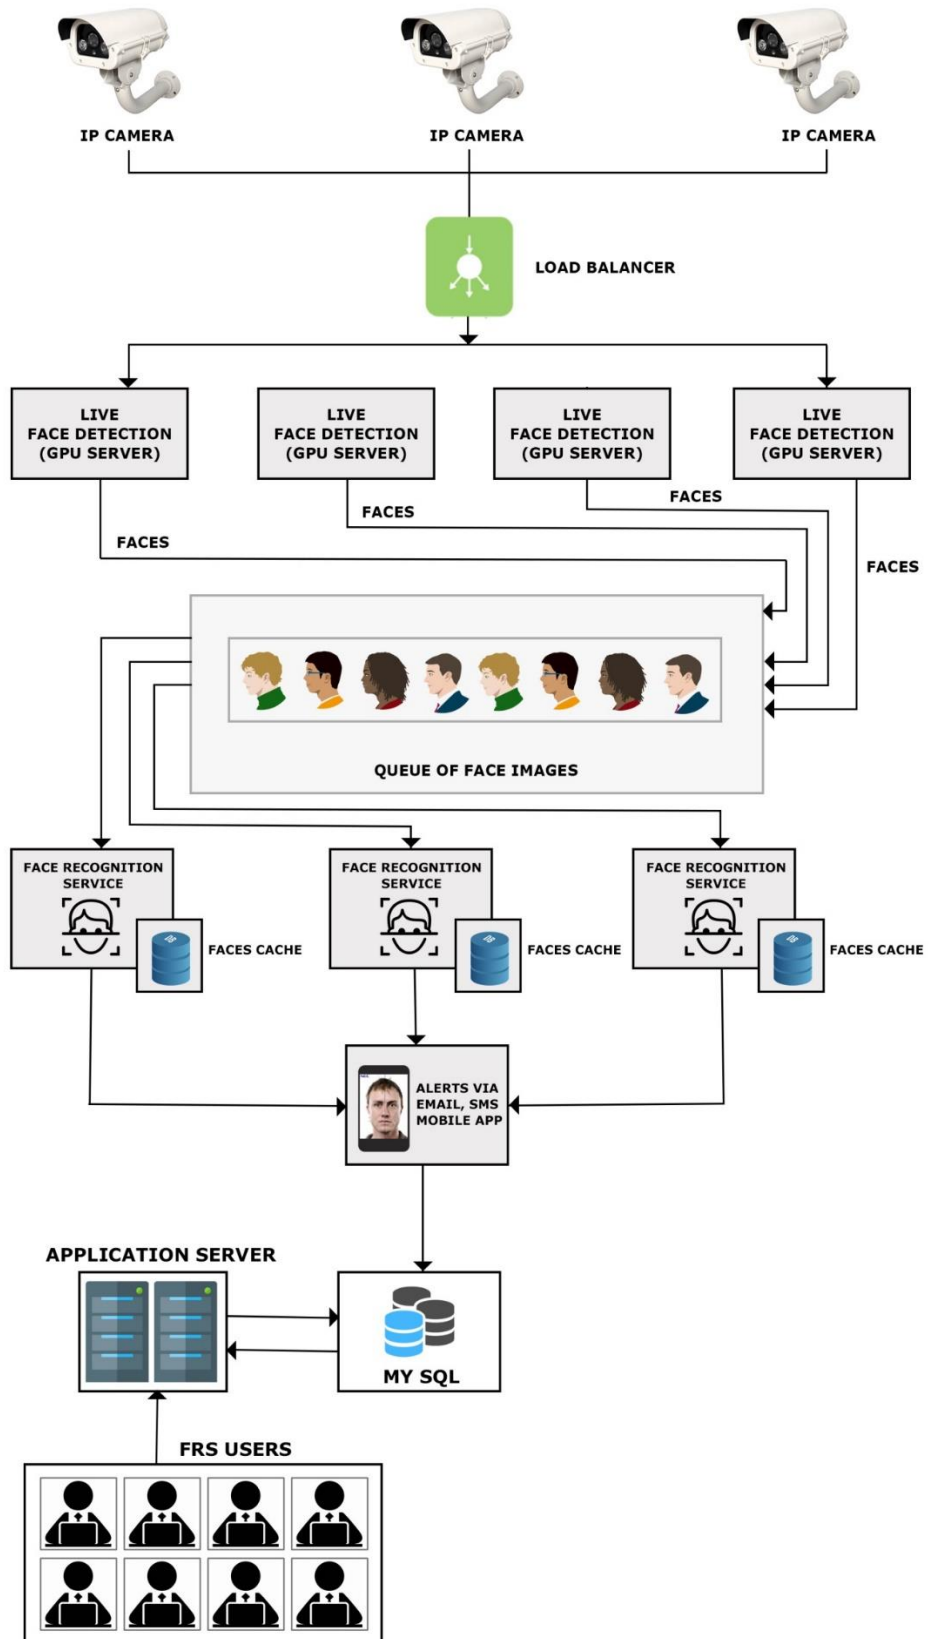 IP CAMERA
IP CAMERA
IP CAMERA
LOAD BALANCER
LIVE
FACE DETECTION
(GPU SERVER)
LIVE
FACE DETECTION
(GPU SERVER)
LIVE
FACE DETECTION
(GPU SERVER)
LIVE
FACE DETECTION
(GPU SERVER)
FACES
FACES
FACES
FACES
QUEUE OF FACE IMAGES
FACE RECOGNITION
SERVICE
DB
FACES CACHE
FACE RECOGNITION
SERVICE
DB
FACES CACHE
FACE RECOGNITION
SERVICE
DB
FACES CACHE
ALERTS VIA
EMAIL, SMS
MOBILE APP
APPLICATION SERVER
MY SQL
FRS USERS